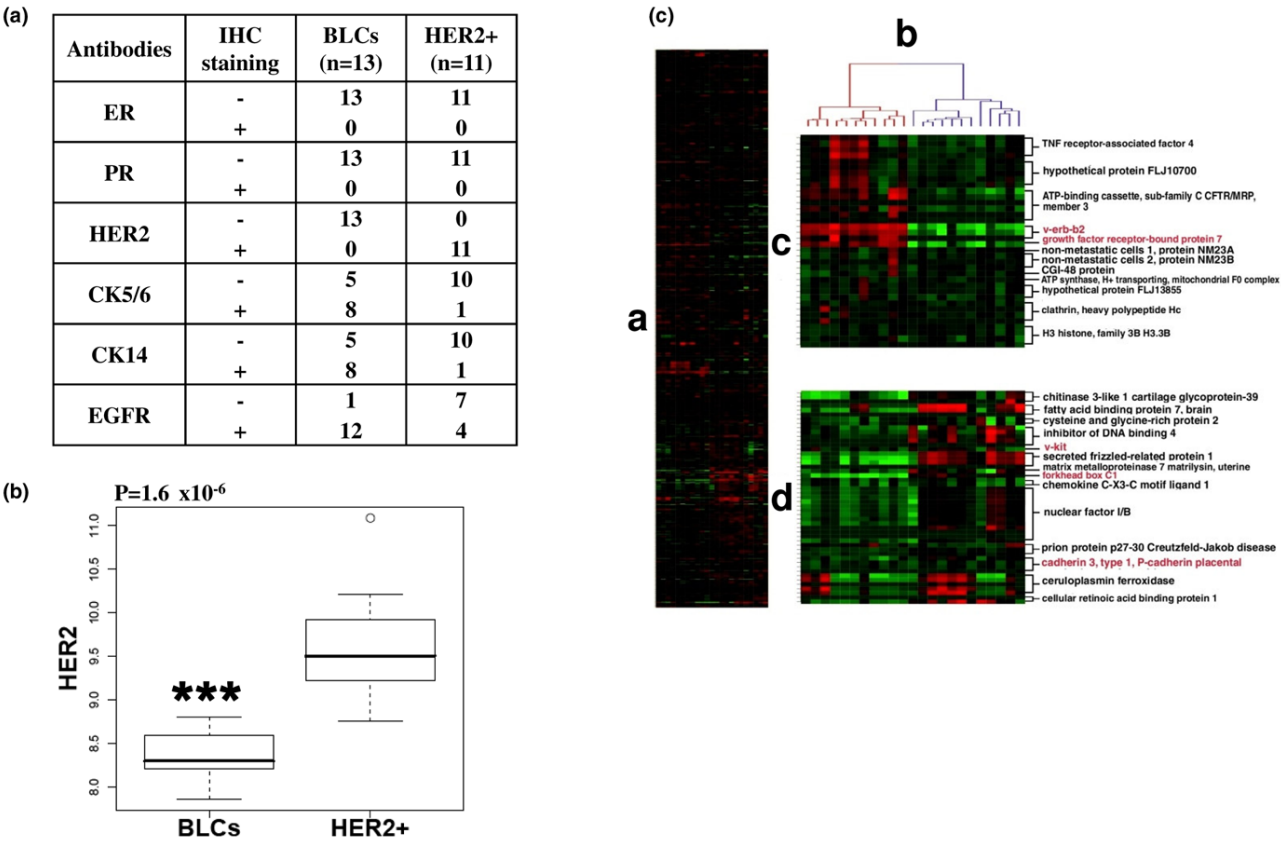 (a)
Antibodies IHC staining BLCs (n=13) HER2+ (n=11)
ER - 13 11
+ 0 0
PR - 13 11
+ 0 0
HER2 - 13 0
+ 0 11
CK5/6 - 5 10
+ 8 1
CK14 - 5 10
+ 8 1
EGFR - 1 7
+ 12 4
(b)
P=1.6 x10-6
HER2
11.0
10.5
10.0
9.5
9.0
8.5
8.0
***
BLCs HER2+
(c)
a
b
c
TNF receptor-associated factor 4
hypothetical protein FLJ10700
ATP-binding cassette, sub-family C CFTR/MRP,
member 3
v-erb-b2
growth factor receptor-bound protein 7
non-metastatic cells 1, protein NM23A
non-metastatic cells 2, protein NM23B
CGI-48 protein
ATP synthase, H+ transporting, mitochondrial F0 complex
hypothetical protein FLJ13855
clathrin, heavy polypeptide Hc
H3 histone, family 3B H3.3B
d
chitinase 3-like 1 cartilage glycoprotein-39
fatty acid binding protein 7, brain
cysteine and glycine-rich protein 2
inhibitor of DNA binding 4
v-kit
secreted frizzled-related protein 1
matrix metalloproteinase 7 matrilysin, uterine
forkhead box C1
chemokine C-X3-C motif ligand 1
nuclear factor I/B
prion protein p27-30 Creutzfeld-Jakob disease
cadherin 3, type 1, P-cadherin placental
ceruloplasmin ferroxidase
cellular retinoic acid binding protein 1